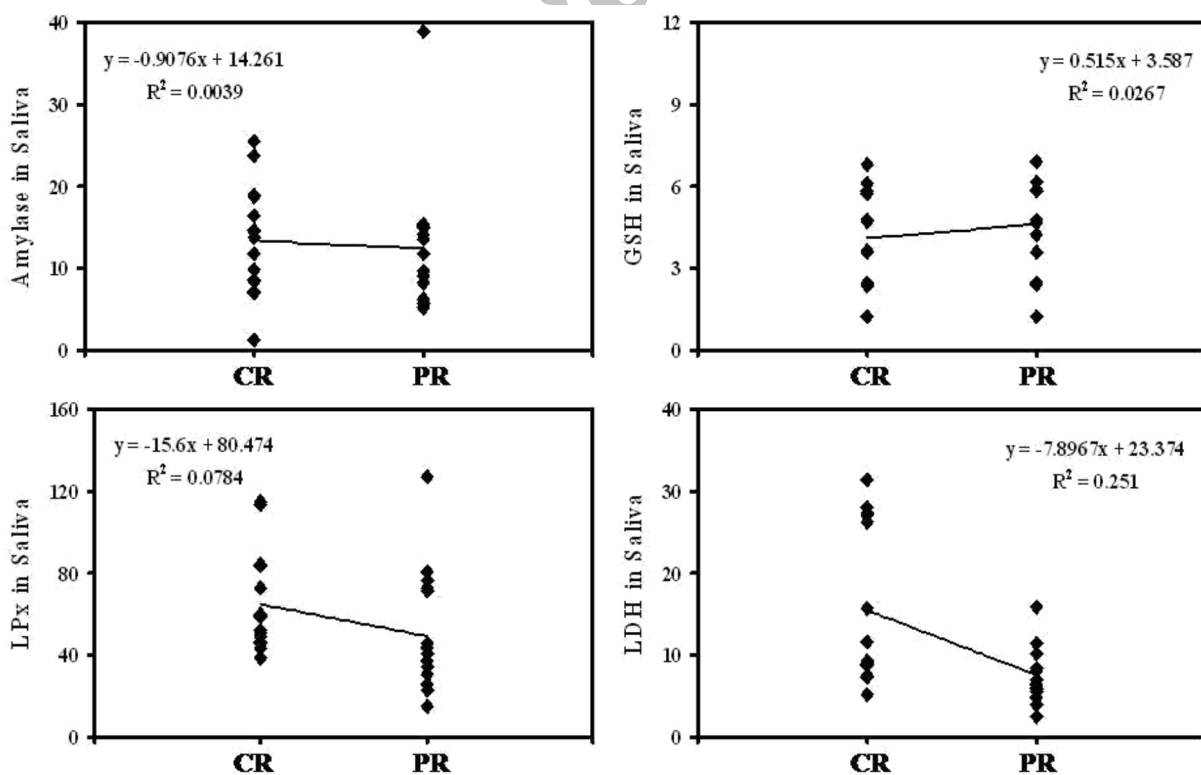 40
30
20
10
0
Amylase in Saliva
y = -0.9076x + 14.261
R² = 0.0039
CR PR
12
9
6
3
0
GSH in Saliva
y = 0.515x + 3.587
R² = 0.0267
CR PR
160
120
80
40
0
LPx in Saliva
y = -15.6x + 80.474
R² = 0.0784
CR PR
40
30
20
10
0
LDH in Saliva
y = -7.8967x + 23.374
R² = 0.251
CR PR